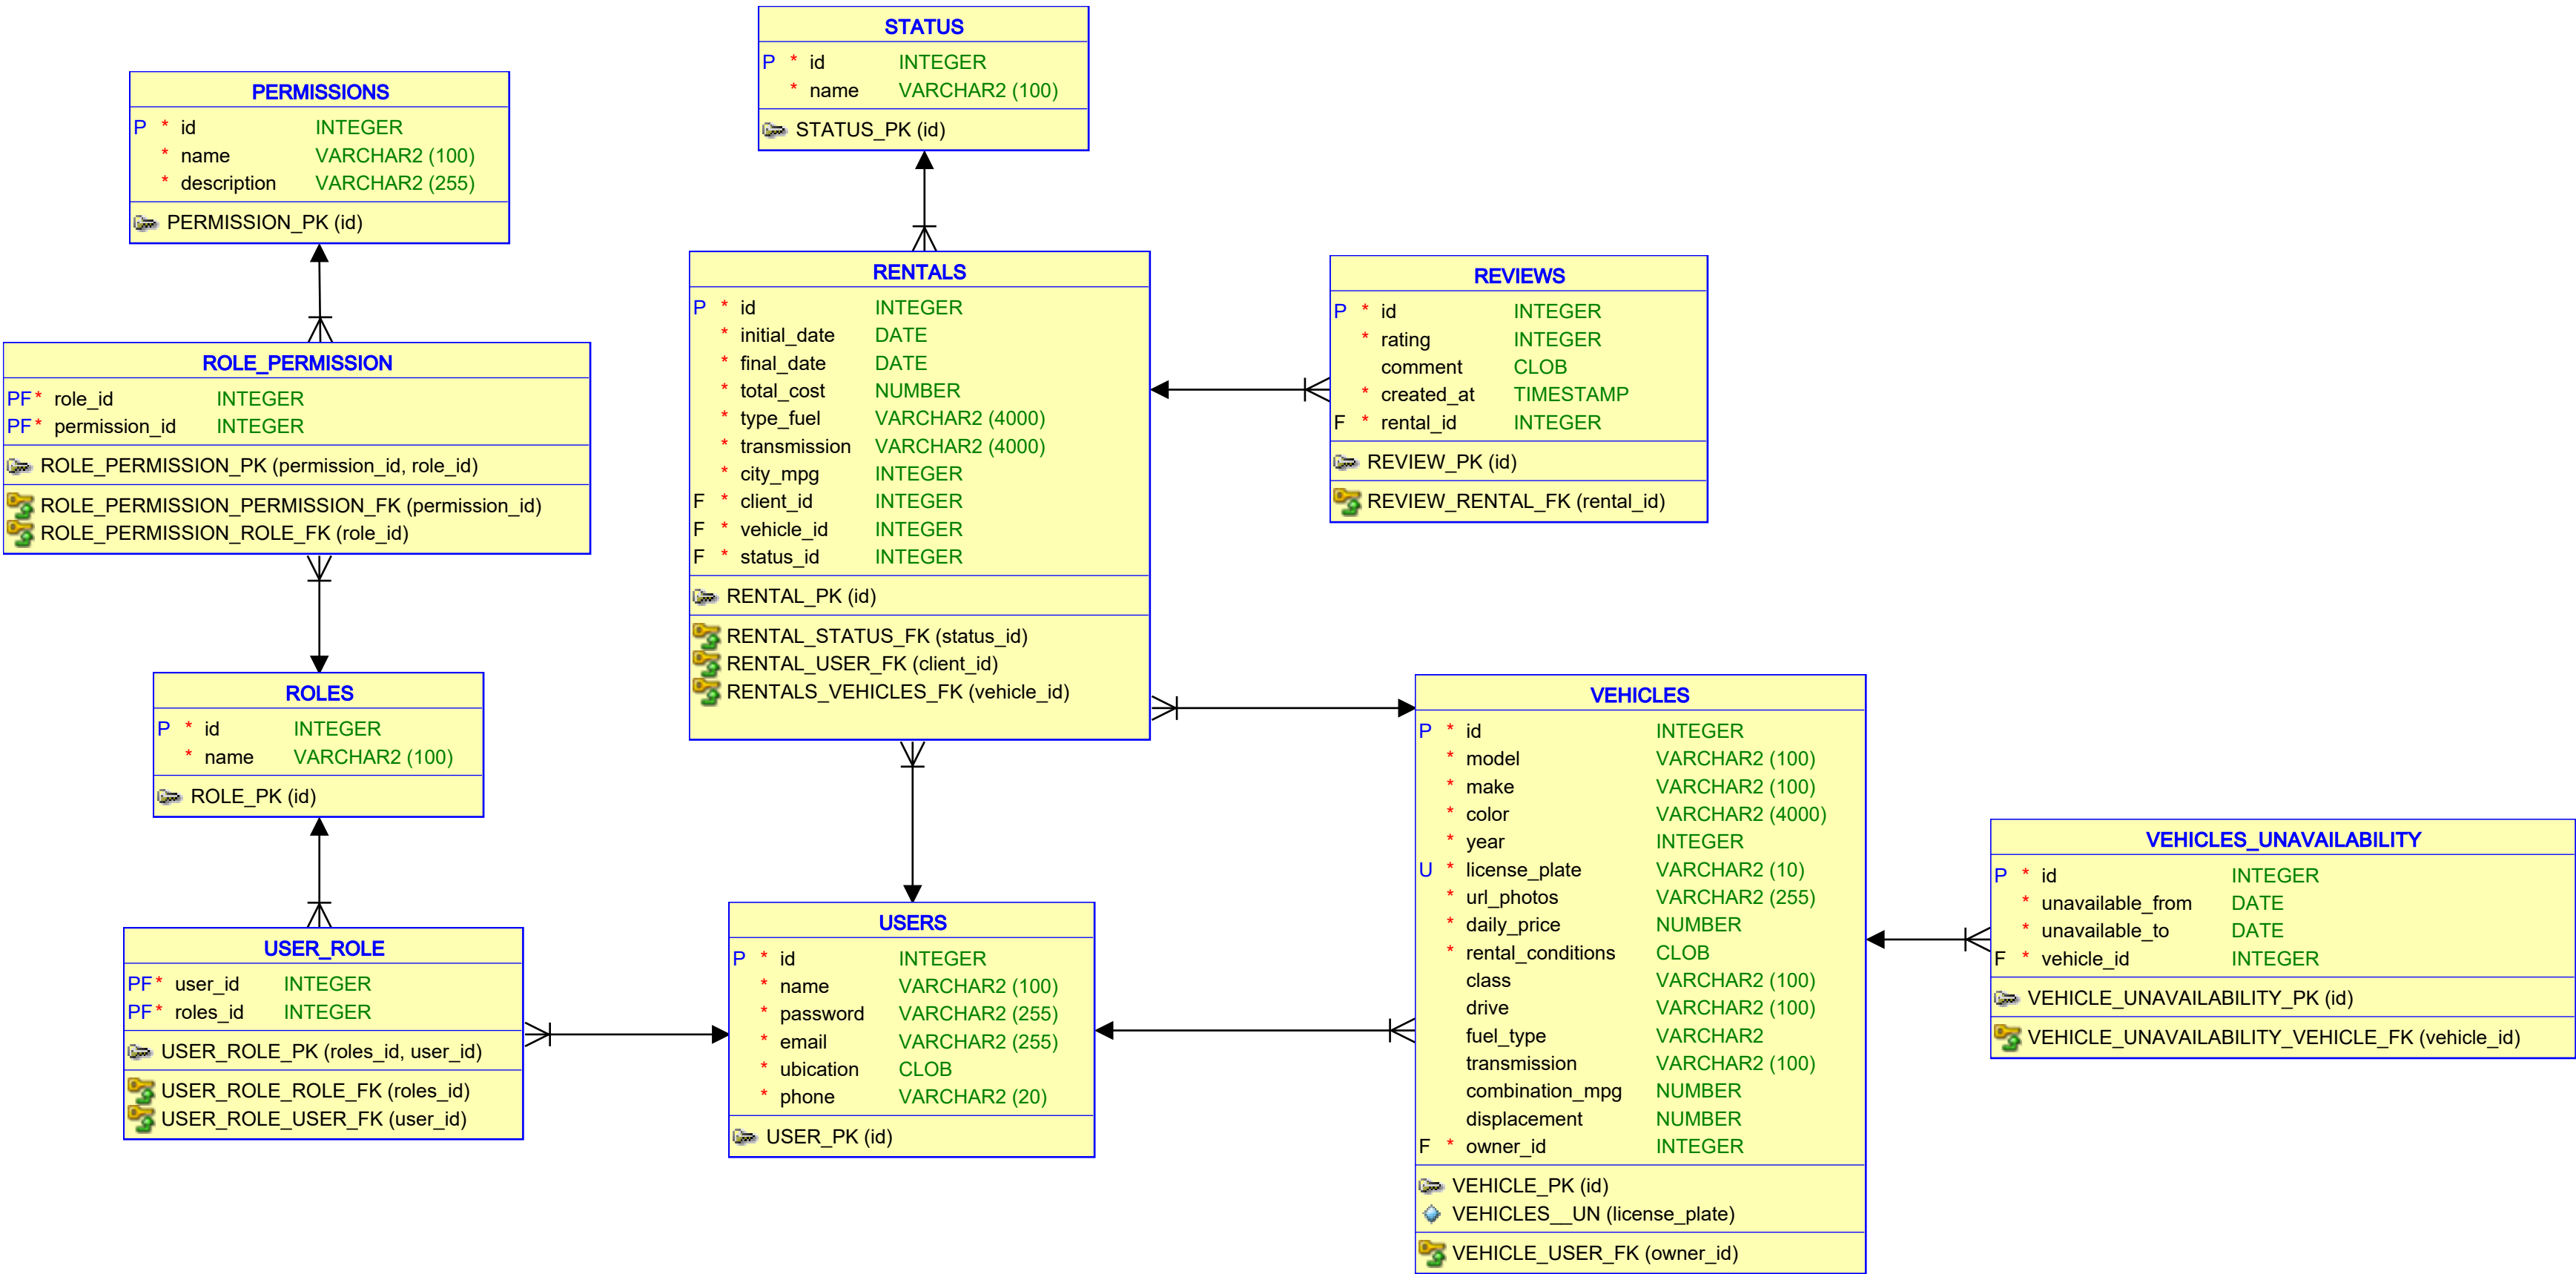 STATUS
P * id INTEGER
* name VARCHAR2 (100)
STATUS_PK (id)
PERMISSIONS
P * id INTEGER
* name VARCHAR2 (100)
* description VARCHAR2 (255)
PERMISSION_PK (id)
ROLE_PERMISSION
PF* role_id INTEGER
PF* permission_id INTEGER
ROLE_PERMISSION_PK (permission_id, role_id)
ROLE_PERMISSION_PERMISSION_FK (permission_id)
ROLE_PERMISSION_ROLE_FK (role_id)
RENTALS
P * id INTEGER
* initial_date DATE
* final_date DATE
* total_cost NUMBER
* type_fuel VARCHAR2 (4000)
* transmission VARCHAR2 (4000)
* city_mpg INTEGER
F * client_id INTEGER
F * vehicle_id INTEGER
F * status_id INTEGER
RENTAL_PK (id)
RENTAL_STATUS_FK (status_id)
RENTAL_USER_FK (client_id)
RENTALS_VEHICLES_FK (vehicle_id)
REVIEWS
P * id INTEGER
* rating INTEGER
comment CLOB
* created_at TIMESTAMP
F * rental_id INTEGER
REVIEW_PK (id)
REVIEW_RENTAL_FK (rental_id)
ROLES
P * id INTEGER
* name VARCHAR2 (100)
ROLE_PK (id)
USER_ROLE
PF* user_id INTEGER
PF* roles_id INTEGER
USER_ROLE_PK (roles_id, user_id)
USER_ROLE_ROLE_FK (roles_id)
USER_ROLE_USER_FK (user_id)
USERS
P * id INTEGER
* name VARCHAR2 (100)
* password VARCHAR2 (255)
* email VARCHAR2 (255)
* ubication CLOB
* phone VARCHAR2 (20)
USER_PK (id)
VEHICLES
P * id INTEGER
* model VARCHAR2 (100)
* make VARCHAR2 (100)
* color VARCHAR2 (4000)
* year INTEGER
U * license_plate VARCHAR2 (10)
* url_photos VARCHAR2 (255)
* daily_price NUMBER
* rental_conditions CLOB
class VARCHAR2 (100)
drive VARCHAR2 (100)
fuel_type VARCHAR2
transmission VARCHAR2 (100)
combination_mpg NUMBER
displacement NUMBER
F * owner_id INTEGER
VEHICLE_PK (id)
VEHICLES__UN (license_plate)
VEHICLE_USER_FK (owner_id)
VEHICLES_UNAVAILABILITY
P * id INTEGER
* unavailable_from DATE
* unavailable_to DATE
F * vehicle_id INTEGER
VEHICLE_UNAVAILABILITY_PK (id)
VEHICLE_UNAVAILABILITY_VEHICLE_FK (vehicle_id)